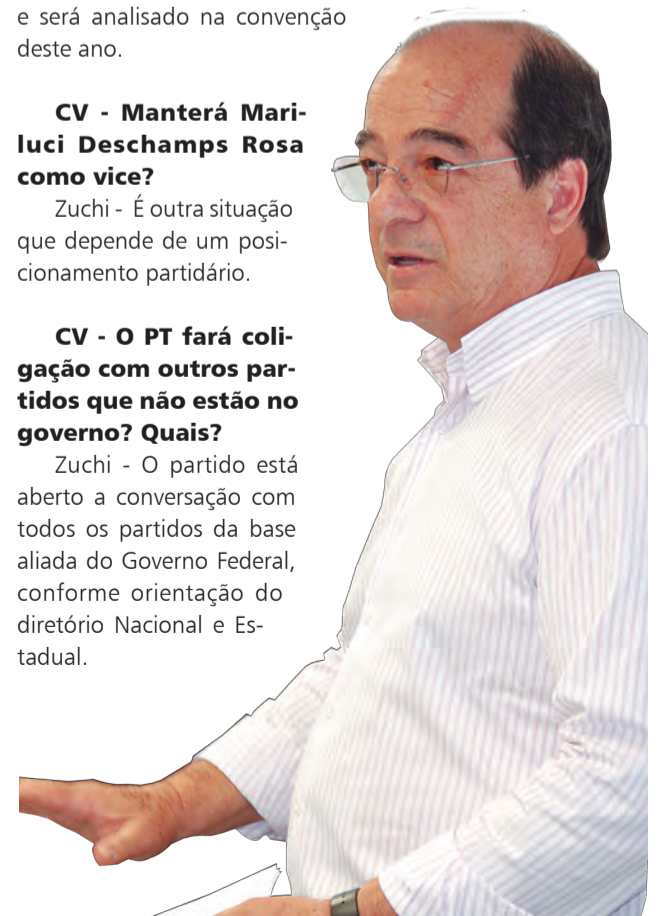 e será analisado na convenção
deste ano.
CV - Manterá Mari-
luci Deschamps Rosa
como vice?
Zuchi - É outra situação
que depende de um posi-
cionamento partidário.
CV - O PT fará coli-
gação com outros par-
tidos que não estão no
governo? Quais?
Zuchi - O partido está
aberto a conversação com
todos os partidos da base
aliada do Governo Federal,
conforme orientação do
diretório Nacional e Es-
tadual.